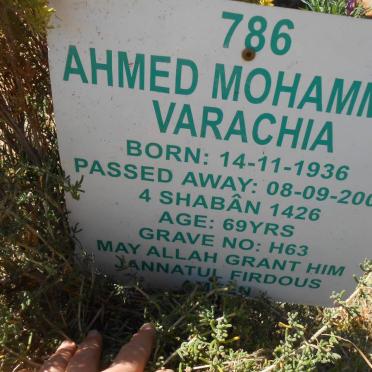 786
AHMED MOHAMM
VARACHIA
BORN: 14-11-1936
PASSED AWAY: 08-09-200
4 SHABÂN 1426
AGE: 69YRS
GRAVE NO: H63
MAY ALLAH GRANT HIM
JANNATUL FIRDOUS